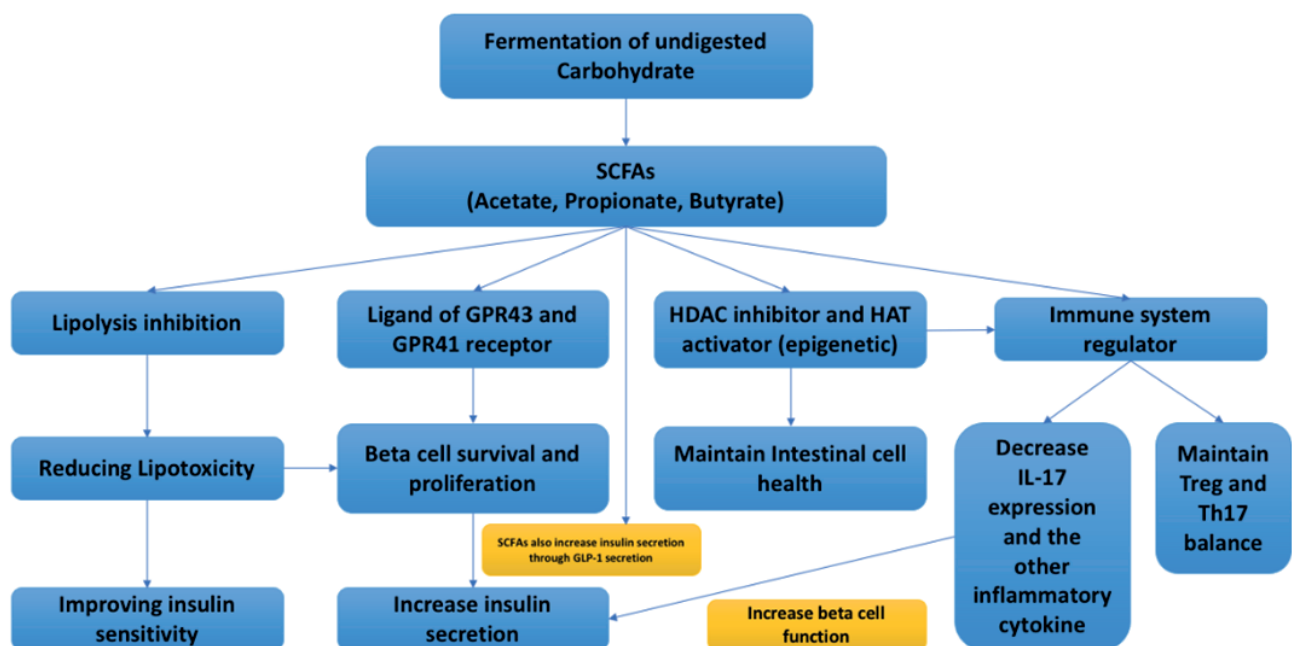 Fermentation of undigested
Carbohydrate
SCFAs
(Acetate, Propionate, Butyrate)
Lipolysis inhibition
Ligand of GPR43 and
GPR41 receptor
HDAC inhibitor and HAT
activator (epigenetic)
Immune system
regulator
Reducing Lipotoxicity
Beta cell survival and
proliferation
Maintain Intestinal cell
health
Decrease
IL-17
expression
and the
other
inflammatory
cytokine
Maintain
Treg and
Th17
balance
SCFAs also increase insulin secretion
through GLP-1 secretion
Improving insulin
sensitivity
Increase insulin
secretion
Increase beta cell
function